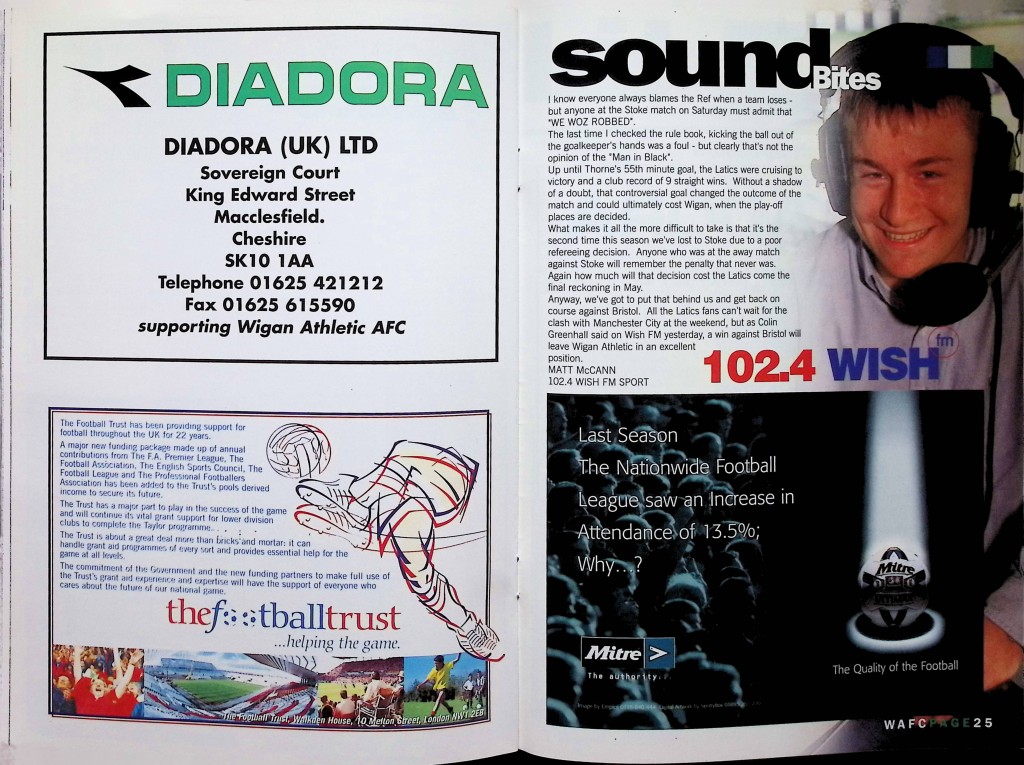 DIADORA
DIADORA (UK) LTD
Sovereign Court
King Edward Street
Macclesfield.
Cheshire
SK10 1AA
Telephone 01625 421212
Fax 01625 615590
supporting Wigan Athletic AFC
The Football Trust has been providing support for
football throughout the UK for 22 years.
A major new funding package made up of annual
contributions from The F.A. Premier League, The
Football Association, The English Sports Council, The
Football League and The Professional Footballers
Association has been added to the Trust's pools derived
income to secure its future.
The Trust has a major part to play in the success of the game
and will continue its vital grant support for lower division
clubs to complete the Taylor programme.
The Trust is about a great deal more than bricks and mortar: it can
handle grant aid programmes of every sort and provides essential help for the
game at all levels.
The commitment of the Government and the new funding partners to make full use of
the Trust's grant aid experience and expertise will have the support of everyone who
cares about the future of our national game.
thefootballtrust
...helping the game.
The Football Trust, Walkden House, 10 Melton Street, London NW1 2EB
sound
Bites
I know everyone always blames the Ref when a team loses -
but anyone at the Stoke match on Saturday must admit that
"WE WOZ ROBBED".
The last time I checked the rule book, kicking the ball out of
the goalkeeper's hands was a foul - but clearly that's not the
opinion of the "Man in Black".
Up until Thorne's 55th minute goal, the Latics were cruising to
victory and a club record of 9 straight wins. Without a shadow
of a doubt, that controversial goal changed the outcome of the
match and could ultimately cost Wigan, when the play-off
places are decided.
What makes it all the more difficult to take is that it's the
second time this season we've lost to Stoke due to a poor
refereeing decision. Anyone who was at the away match
against Stoke will remember the penalty that never was.
Again how much will that decision cost the Latics come the
final reckoning in May.
Anyway, we've got to put that behind us and get back on
course against Bristol. All the Latics fans can't wait for the
clash with Manchester City at the weekend, but as Colin
Greenhall said on Wish FM yesterday, a win against Bristol will
leave Wigan Athletic in an excellent
position.
MATT McCANN
102.4 WISH FM SPORT
102.4 WISH fm
Last Season
The Nationwide Football
League saw an Increase in
Attendance of 13.5%;
Why...?
Mitre
Mitre
The authority...
The Quality of the Football
WAFCPAGE25